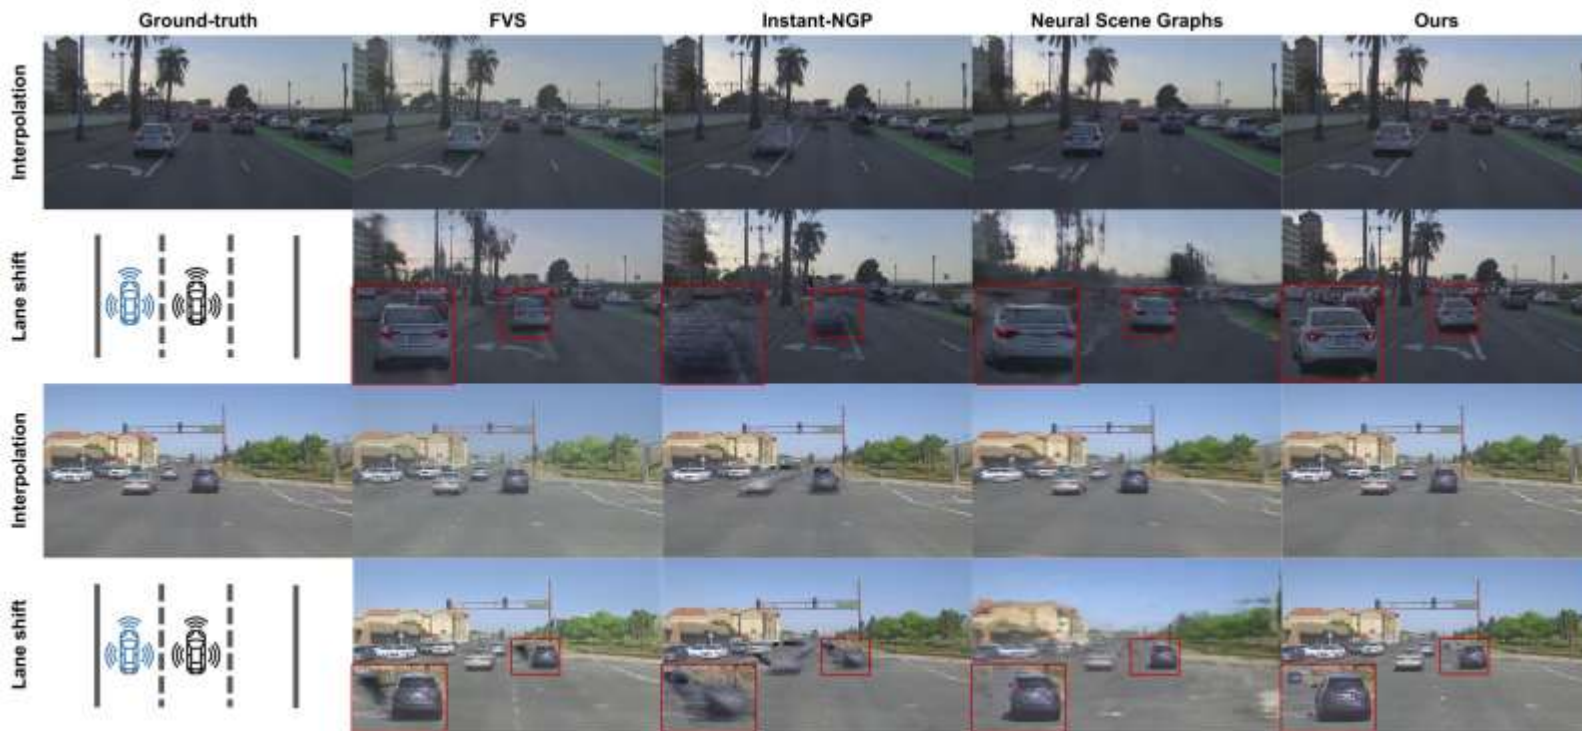 Ground-truth FVS Instant-NGP Neural Scene Graphs Ours
Interpolation
Lane shift
Interpolation
Lane shift